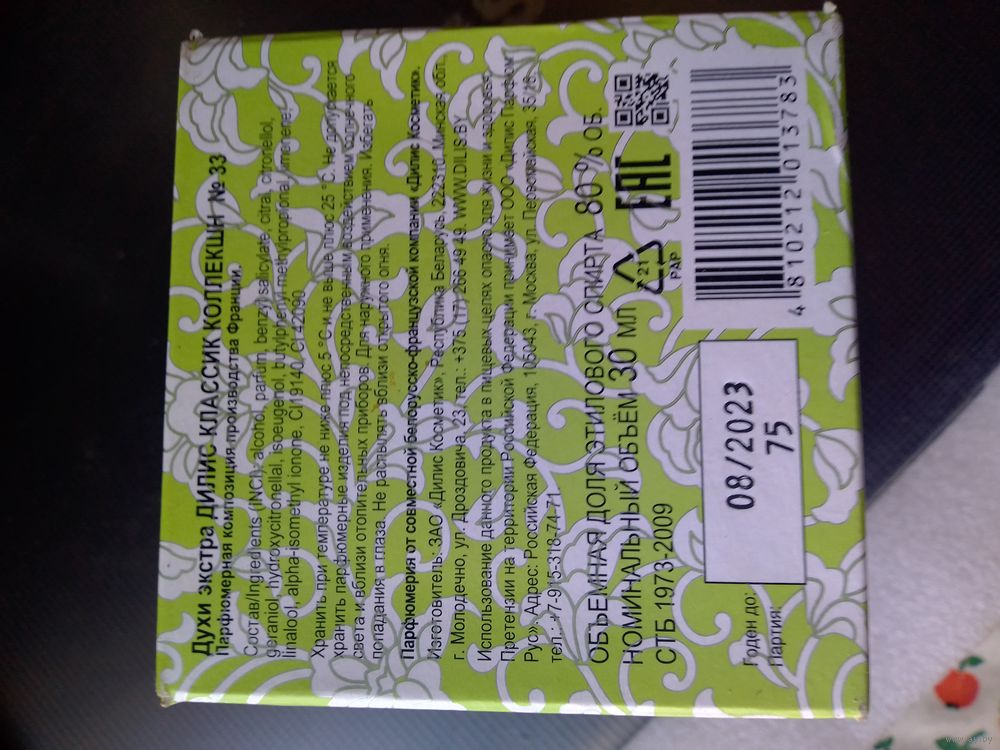 Духи экстра ДИЛИС КЛАССИК КОЛЛЕКШН № 33
Парфюмерная композиция производства Франции.
Состав/Ingredients (INCI): alcohol, parfum, benzyl salicylate, citral, citronellol,
geraniol, hydroxycitronellal, isoeugenol, butylphenyl methylpropional, limonene,
linalool, alpha-isomethyl ionone, CI 19140, CI 42090
Хранить при температуре не ниже плюс 5 °C и не выше плюс 25 °C. Не допускается
хранить парфюмерные изделия под непосредственным воздействием солнечного
света и вблизи отопительных приборов. Для наружного применения. Избегать
попадания в глаза. Не распылять вблизи открытого огня.
Парфюмерия от совместной белорусско-французской компании «Дилис Косметик».
Изготовитель: ЗАО «Дилис Косметик». Республика Беларусь, 222310, Минская обл.,
г. Молодечно, ул. Дроздовича, 23, тел.: +375 (17) 266 49 49. WWW.DILIS.BY
Использование данного продукта в пищевых целях опасно для жизни и здоровья.
Претензии на территории Российской Федерации принимает ООО «Дилис Парфюм
Рус». Адрес: Российская Федерация, 105043, г. Москва, ул. Первомайская, 35/18,
тел.: +7-915-318-74-71
ОБЪЕМНАЯ ДОЛЯ ЭТИЛОВОГО СПИРТА 80 % ОБ.
НОМИНАЛЬНЫЙ ОБЪЁМ 30 мл
СТБ 1973-2009
21
PAP
EAC
4 810212 013783
Годен до: 08/2023
Партия: 75